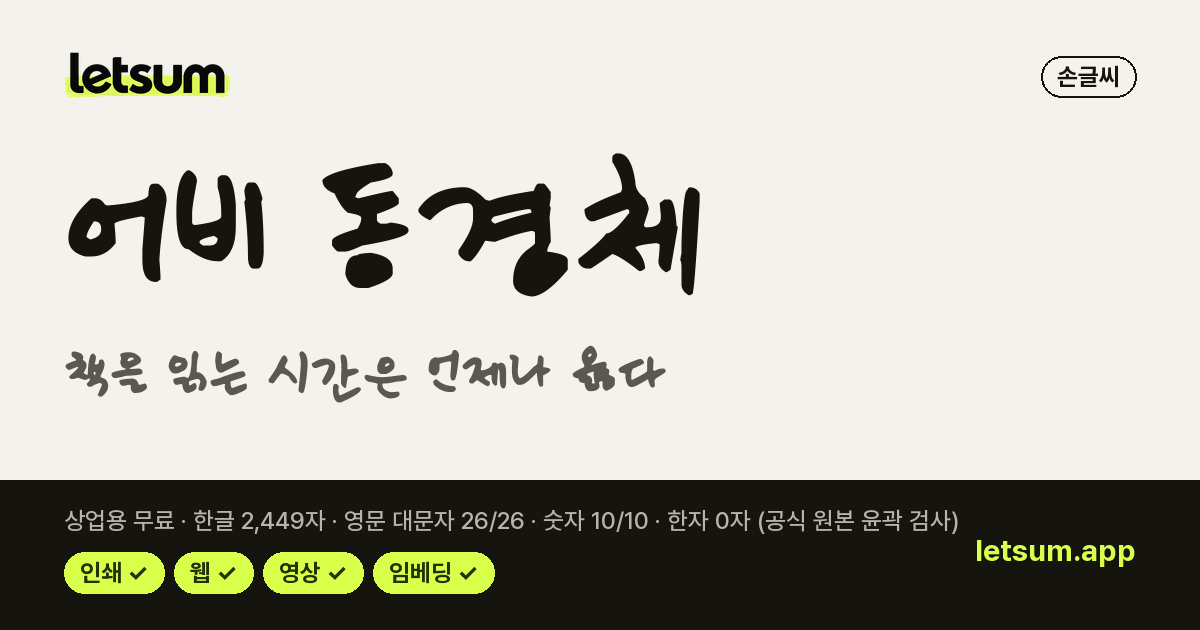 letsum
손글씨
어비 동경체
책을 읽는 시간은 언제나 옳다
상업용 무료 · 한글 2,449자 · 영문 대문자 26/26 · 숫자 10/10 · 한자 0자 (공식 원본 윤곽 검사)
인쇄 ✓ 웹 ✓ 영상 ✓ 임베딩 ✓
letsum.app